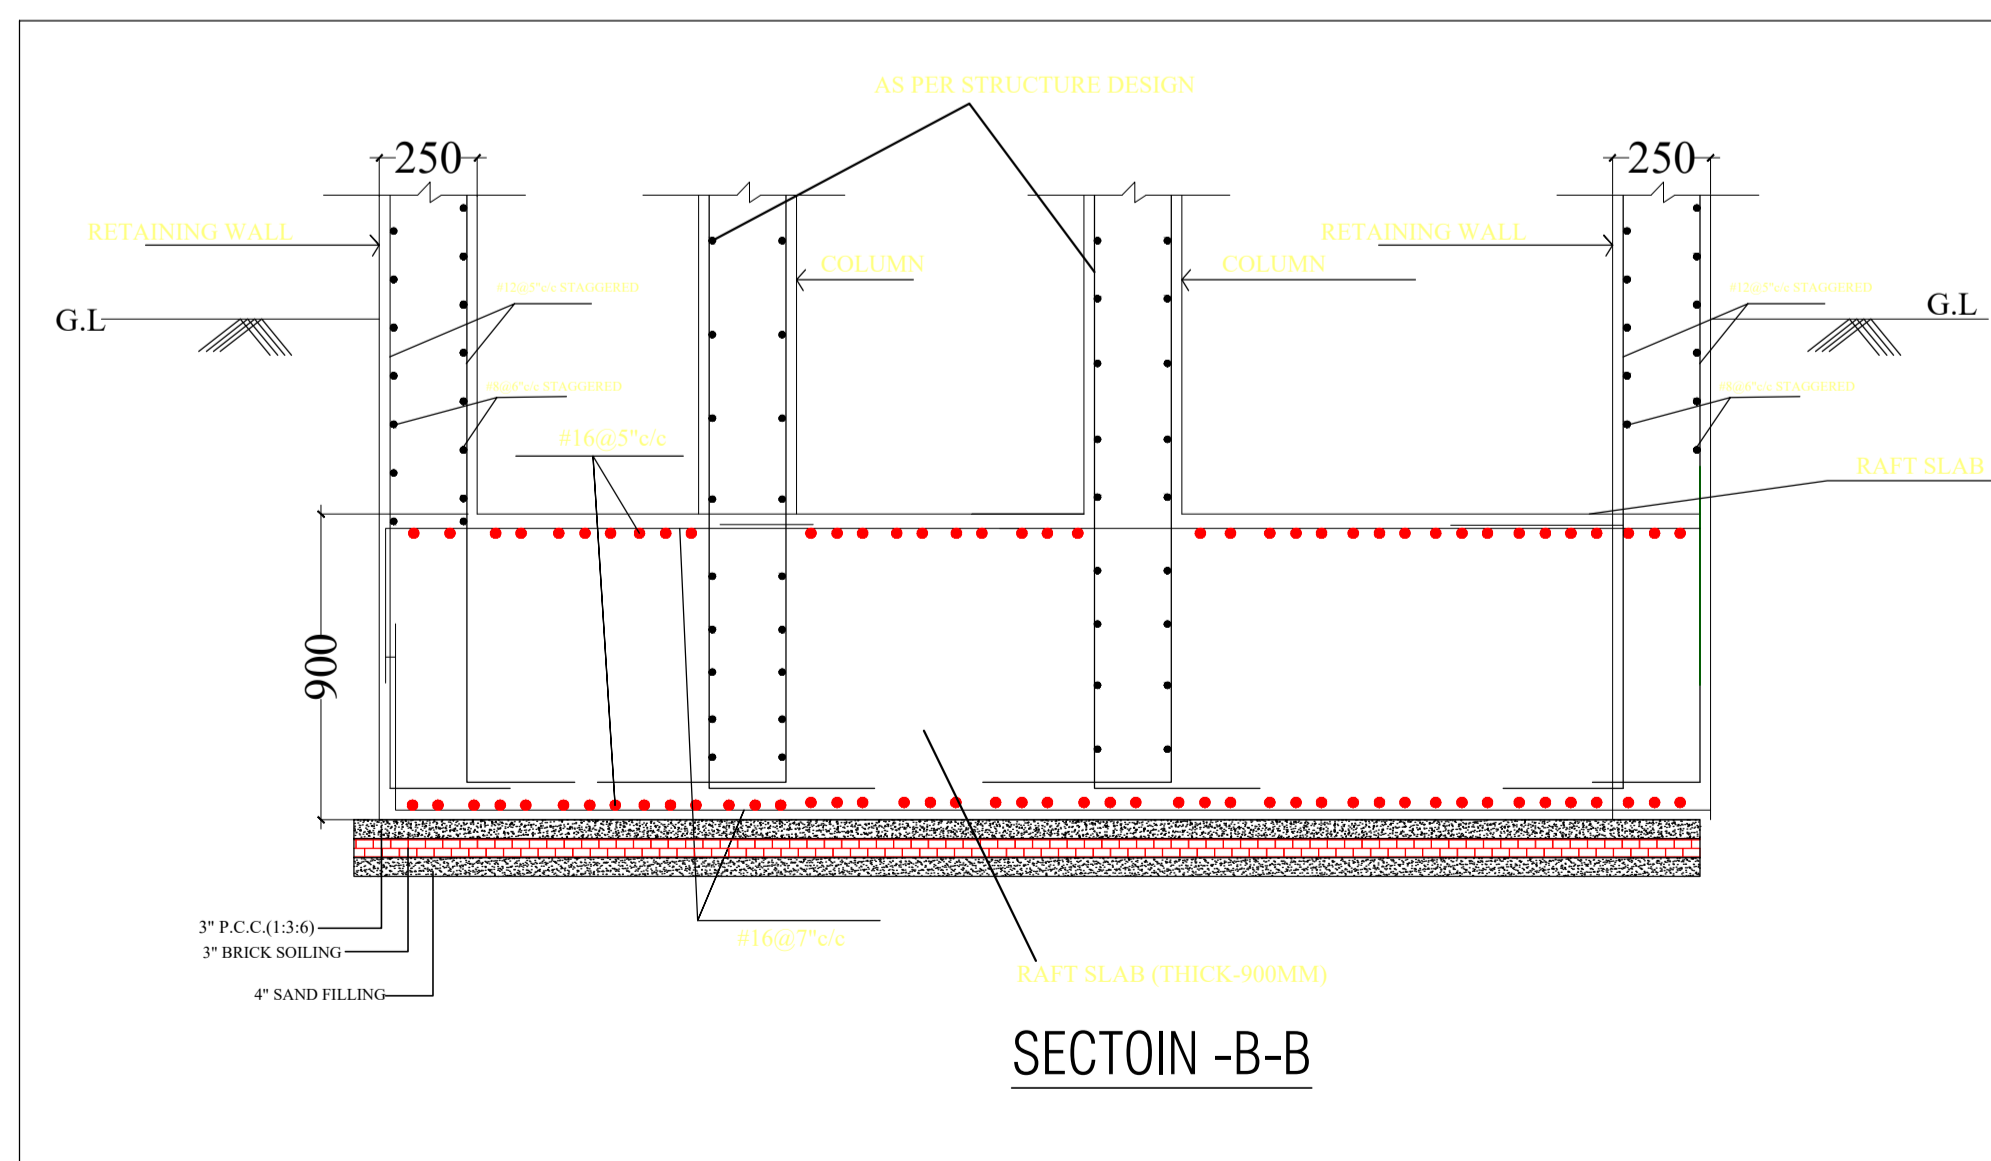 AS PER STRUCTURE DESIGN
250
250
RETAINING WALL
RETAINING WALL
COLUMN
COLUMN
#12@5"c/c STAGGERED
#12@5"c/c STAGGERED
G.L
G.L
#8@6"c/c STAGGERED
#8@6"c/c STAGGERED
#16@5"c/c
RAFT SLAB
900
3" P.C.C.(1:3:6)
3" BRICK SOILING
4" SAND FILLING
#16@7"c/c
RAFT SLAB (THICK-900MM)
SECTOIN -B-B